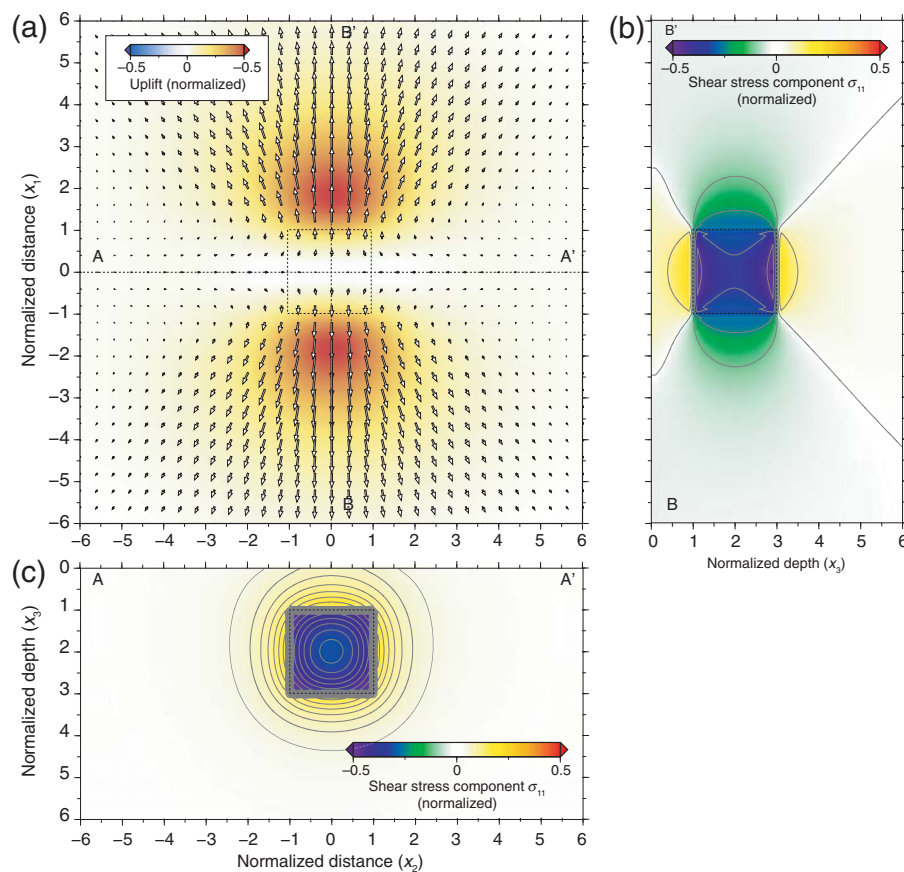 (a)
B'
−0.5 0 −0.5
Uplift (normalized)
A
A'
B
6
5
4
3
2
1
0
−1
−2
−3
−4
−5
−6
Normalized distance (x1)
−6 −5 −4 −3 −2 −1 0 1 2 3 4 5 6
(b)
B'
−0.5 0 0.5
Shear stress component σ11
(normalized)
B
0 1 2 3 4 5 6
Normalized depth (x3)
(c)
A
A'
0
1
2
3
4
5
6
Normalized depth (x3)
−0.5 0 0.5
Shear stress component σ11
(normalized)
−6 −5 −4 −3 −2 −1 0 1 2 3 4 5 6
Normalized distance (x2)